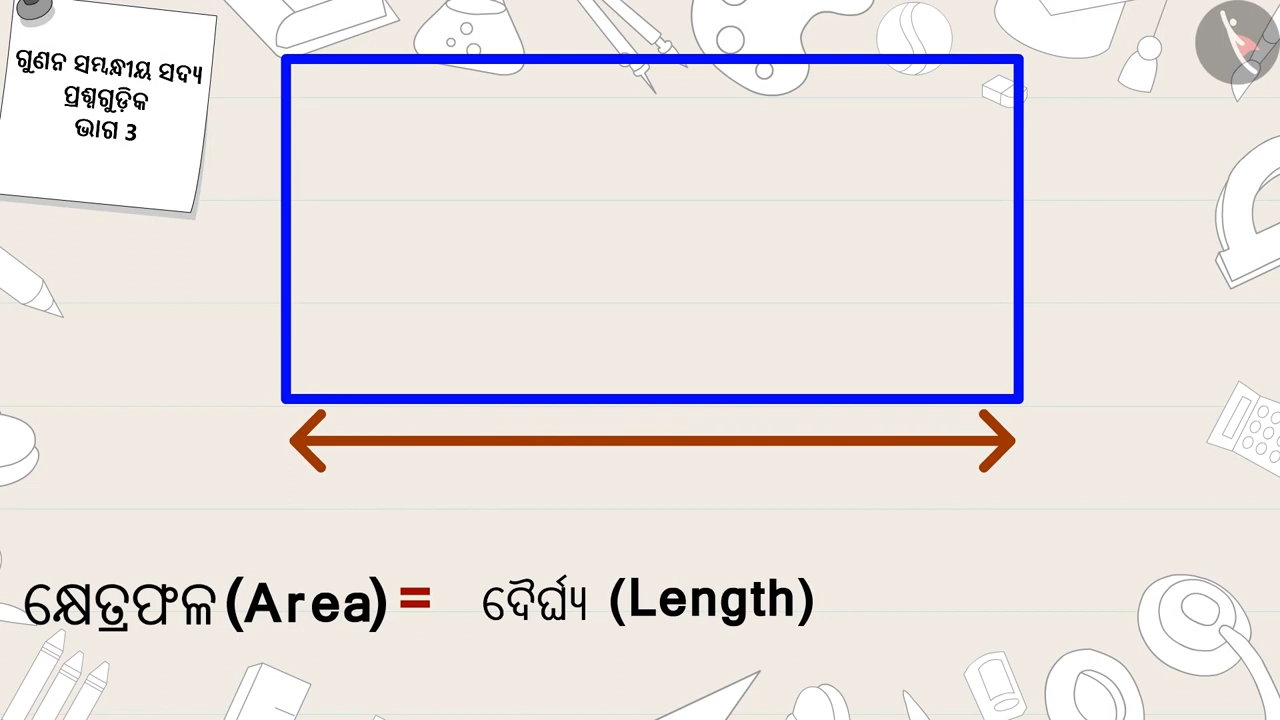 ଗୁଣନ ସମ୍ବନ୍ଧୀୟ ସଦ୍ୟ
ପ୍ରଶ୍ନଗୁଡ଼ିକ
ଭାଗ 3
କ୍ଷେତ୍ରଫଳ (Area) = ଦୈର୍ଘ୍ୟ (Length)